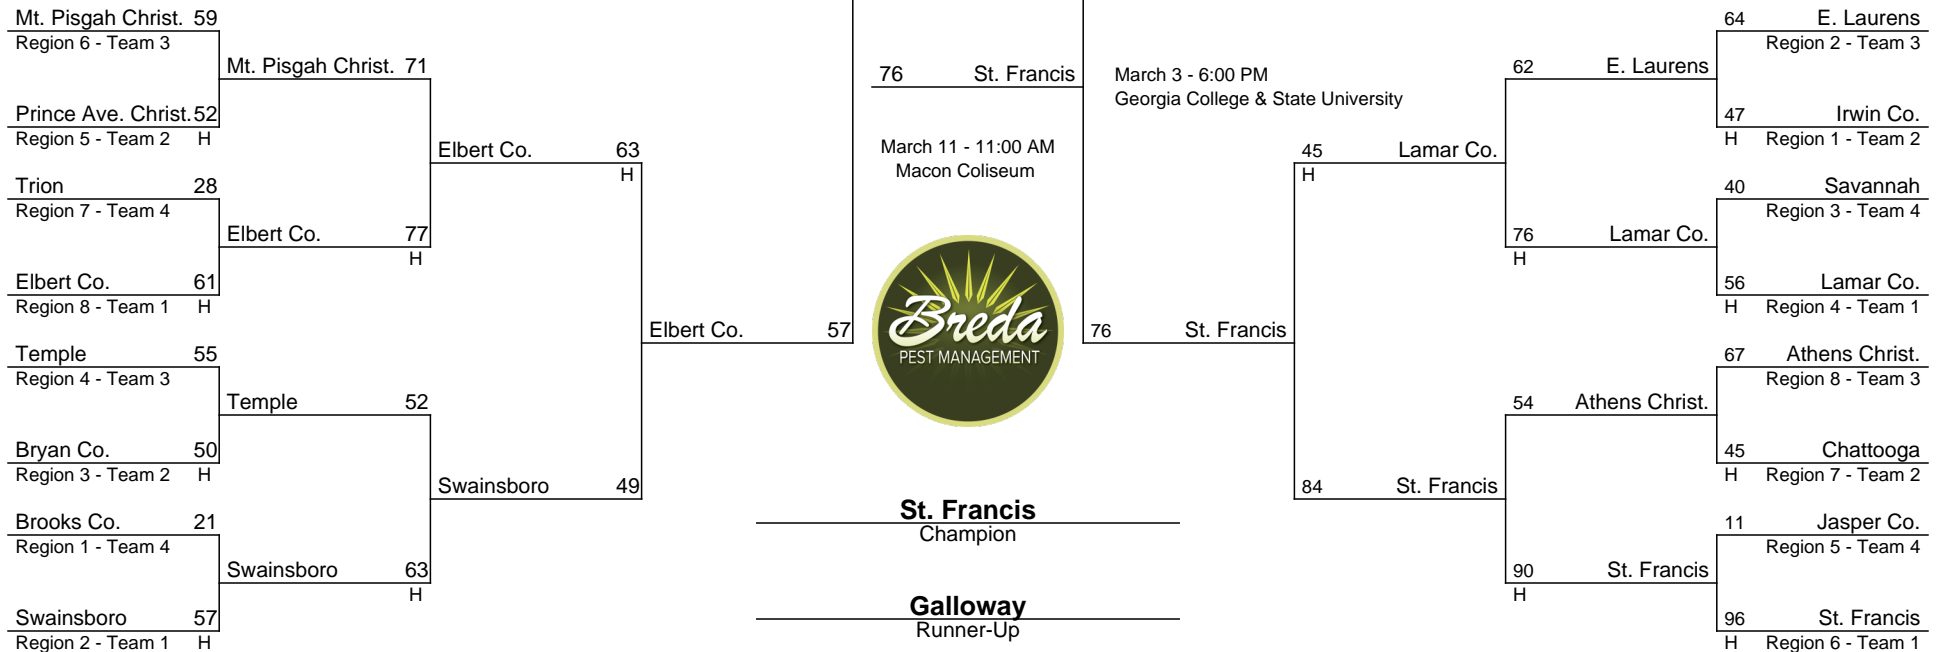 Mt. Pisgah Christ. 59
Region 6 - Team 3
Mt. Pisgah Christ. 71
Prince Ave. Christ. 52
Region 5 - Team 2 H
Elbert Co. 63
H
Trion 28
Region 7 - Team 4
Elbert Co. 77
H
Elbert Co. 61
Region 8 - Team 1 H
Elbert Co. 57
Temple 55
Region 4 - Team 3
Temple 52
Bryan Co. 50
Region 3 - Team 2 H
Swainsboro 49
Brooks Co. 21
Region 1 - Team 4
Swainsboro 63
H
Swainsboro 57
Region 2 - Team 1 H
76 St. Francis
March 11 - 11:00 AM
Macon Coliseum
Breda
PEST MANAGEMENT
St. Francis
Champion
Galloway
Runner-Up
March 3 - 6:00 PM
Georgia College & State University
76 St. Francis
45 Lamar Co.
H
84 St. Francis
62 E. Laurens
76 Lamar Co.
H
54 Athens Christ.
90 St. Francis
H
64 E. Laurens
Region 2 - Team 3
47 Irwin Co.
H Region 1 - Team 2
40 Savannah
Region 3 - Team 4
56 Lamar Co.
H Region 4 - Team 1
67 Athens Christ.
Region 8 - Team 3
45 Chattooga
H Region 7 - Team 2
11 Jasper Co.
Region 5 - Team 4
96 St. Francis
H Region 6 - Team 1